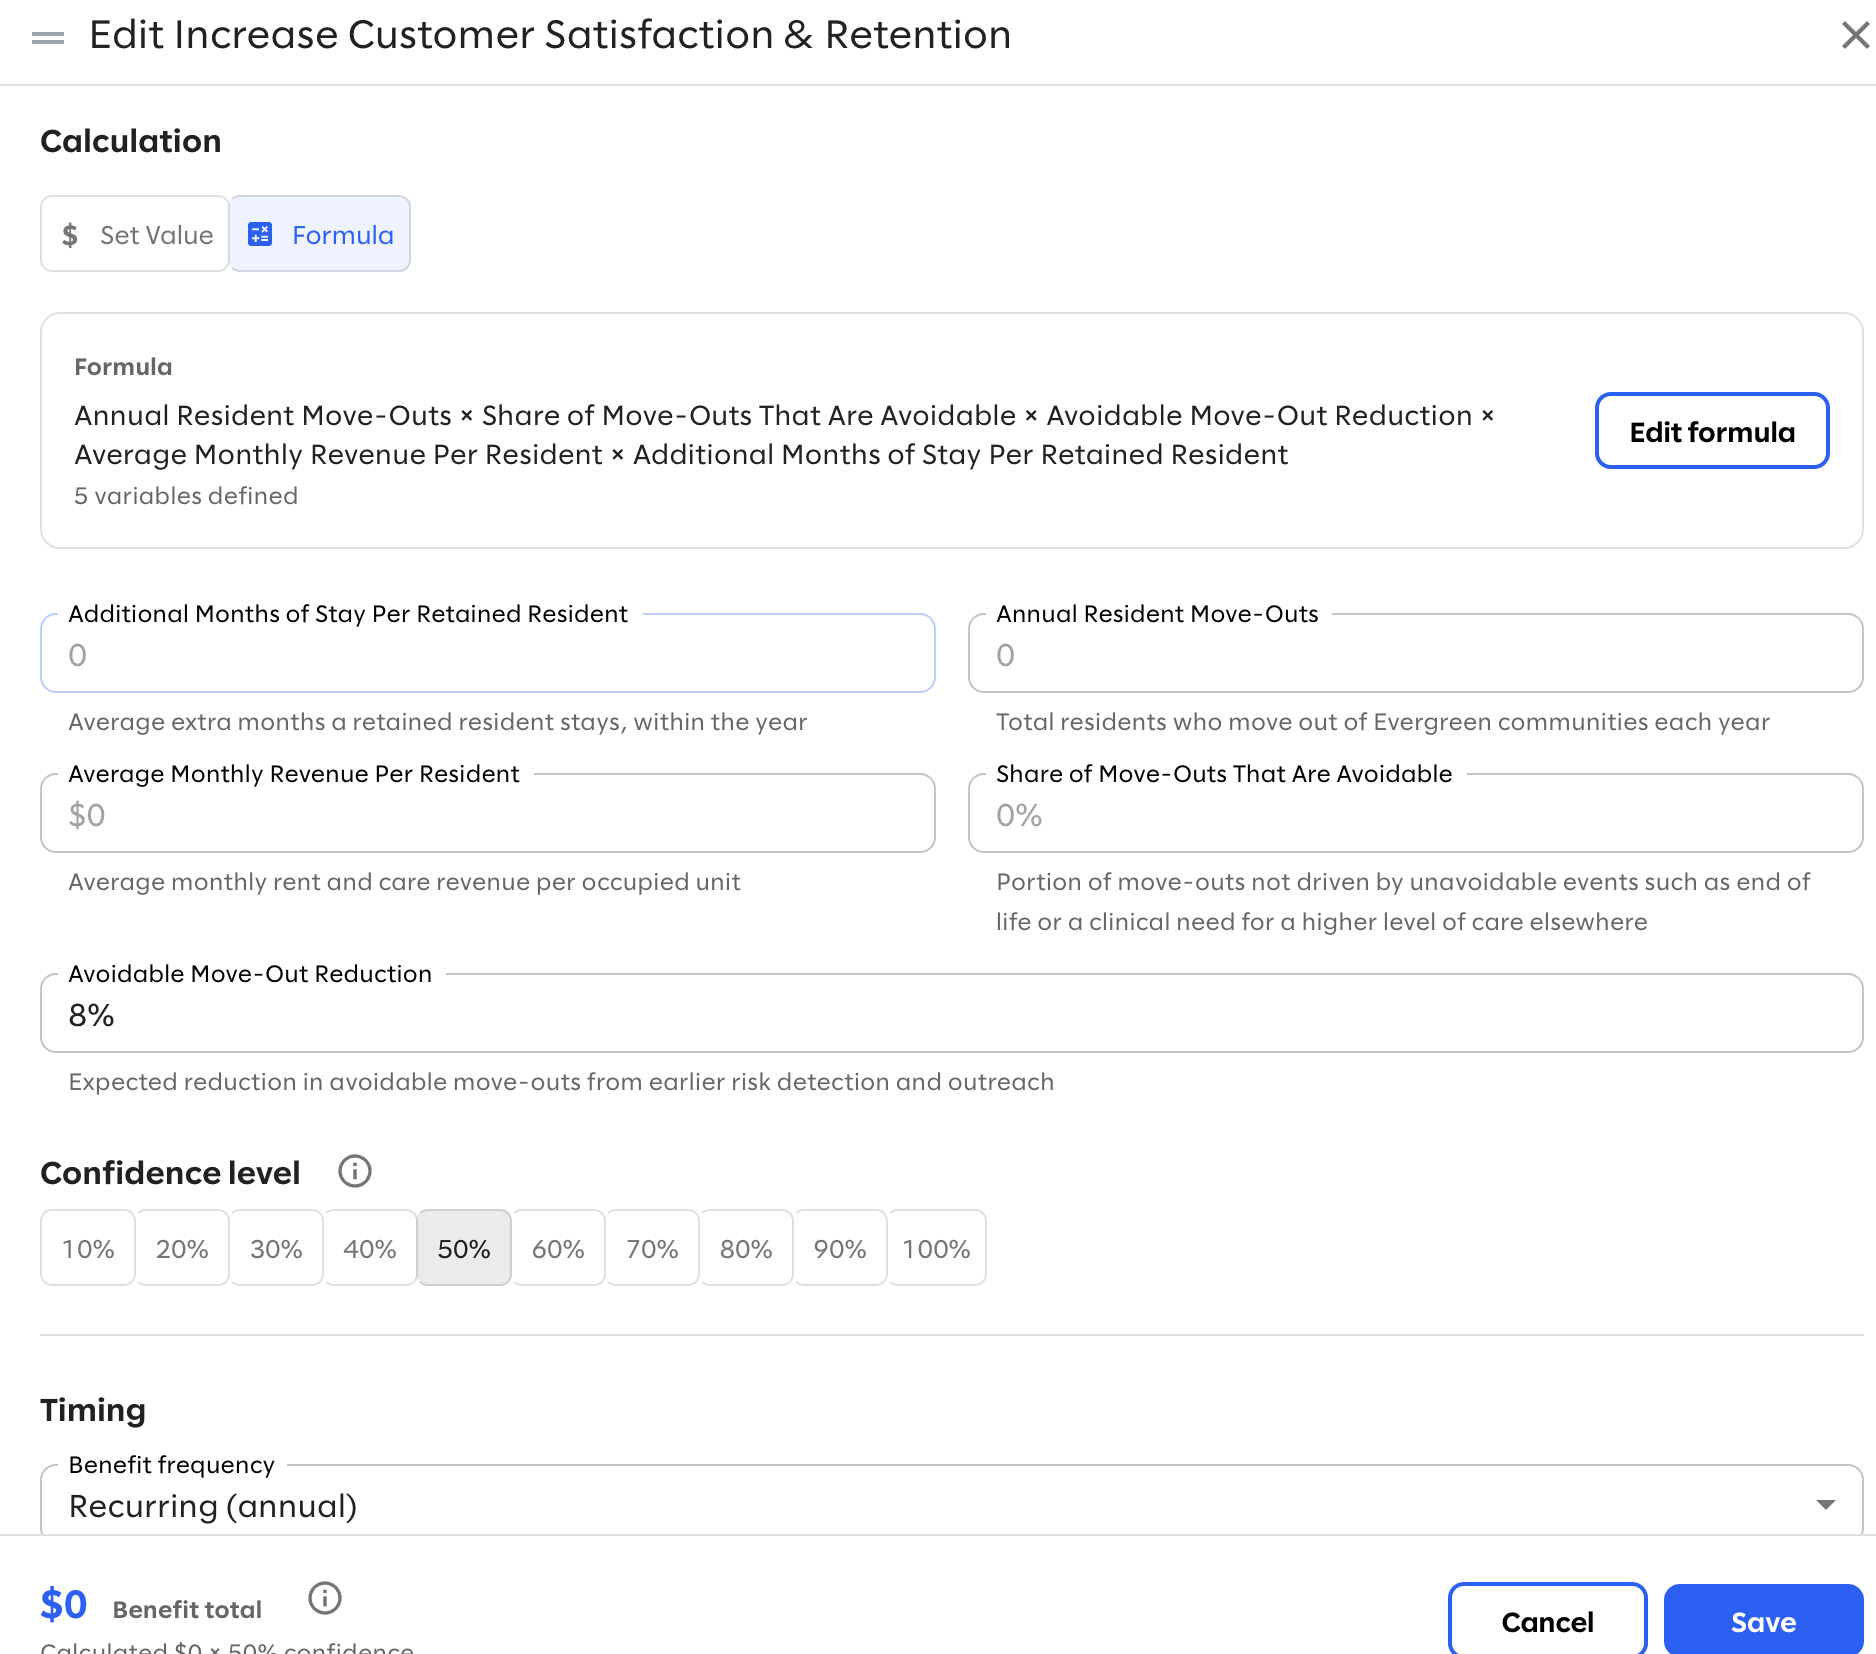 Edit Increase Customer Satisfaction & Retention
Calculation
$ Set Value
Formula
Formula
Annual Resident Move-Outs × Share of Move-Outs That Are Avoidable × Avoidable Move-Out Reduction ×
Average Monthly Revenue Per Resident × Additional Months of Stay Per Retained Resident
5 variables defined
Edit formula
Additional Months of Stay Per Retained Resident
0
Average extra months a retained resident stays, within the year
Annual Resident Move-Outs
0
Total residents who move out of Evergreen communities each year
Average Monthly Revenue Per Resident
$0
Average monthly rent and care revenue per occupied unit
Share of Move-Outs That Are Avoidable
0%
Portion of move-outs not driven by unavoidable events such as end of
life or a clinical need for a higher level of care elsewhere
Avoidable Move-Out Reduction
8%
Expected reduction in avoidable move-outs from earlier risk detection and outreach
Confidence level
10% 20% 30% 40% 50% 60% 70% 80% 90% 100%
Timing
Benefit frequency
Recurring (annual)
$0 Benefit total
Calculated $0 × 50% confidence
Cancel
Save